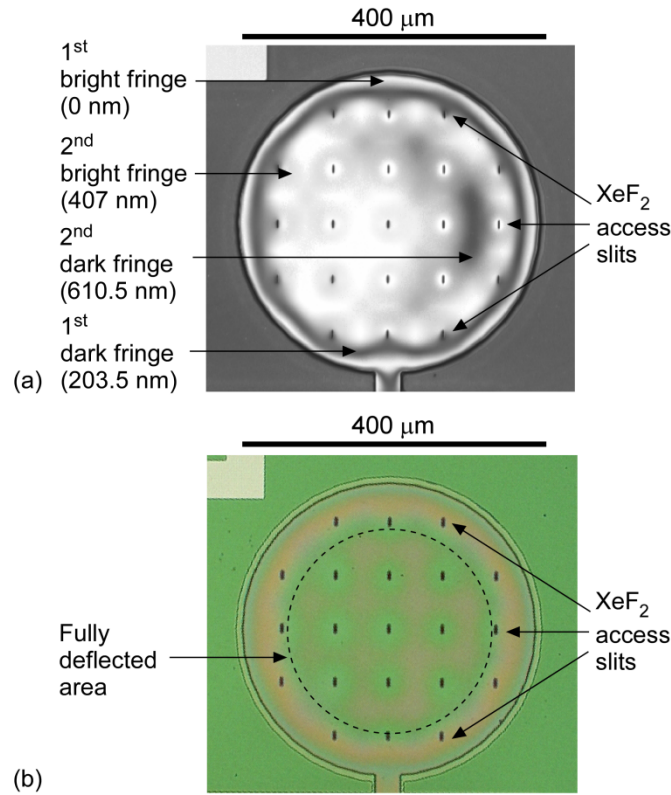 400 μm
1st
bright fringe
(0 nm)
2nd
bright fringe
(407 nm)
2nd
dark fringe
(610.5 nm)
1st
dark fringe
(203.5 nm)
XeF2
access
slits
(a)
400 μm
XeF2
access
slits
Fully
deflected
area
(b)